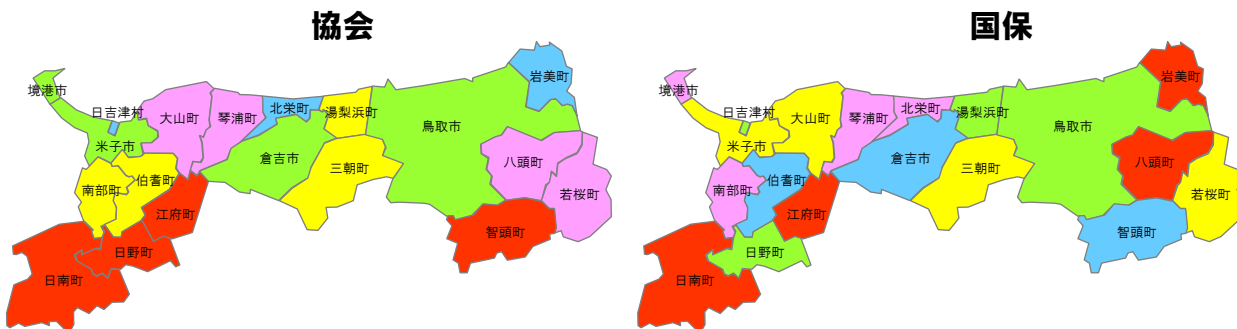 協会
岩美町
境港市
日吉津村
北栄町
湯梨浜町
大山町
琴浦町
鳥取市
米子市
倉吉市
八頭町
三朝町
伯耆町
南部町
若桜町
江府町
智頭町
日野町
日南町
国保
岩美町
境港市
日吉津村
北栄町
湯梨浜町
大山町
琴浦町
鳥取市
米子市
倉吉市
八頭町
三朝町
伯耆町
南部町
若桜町
江府町
智頭町
日野町
日南町